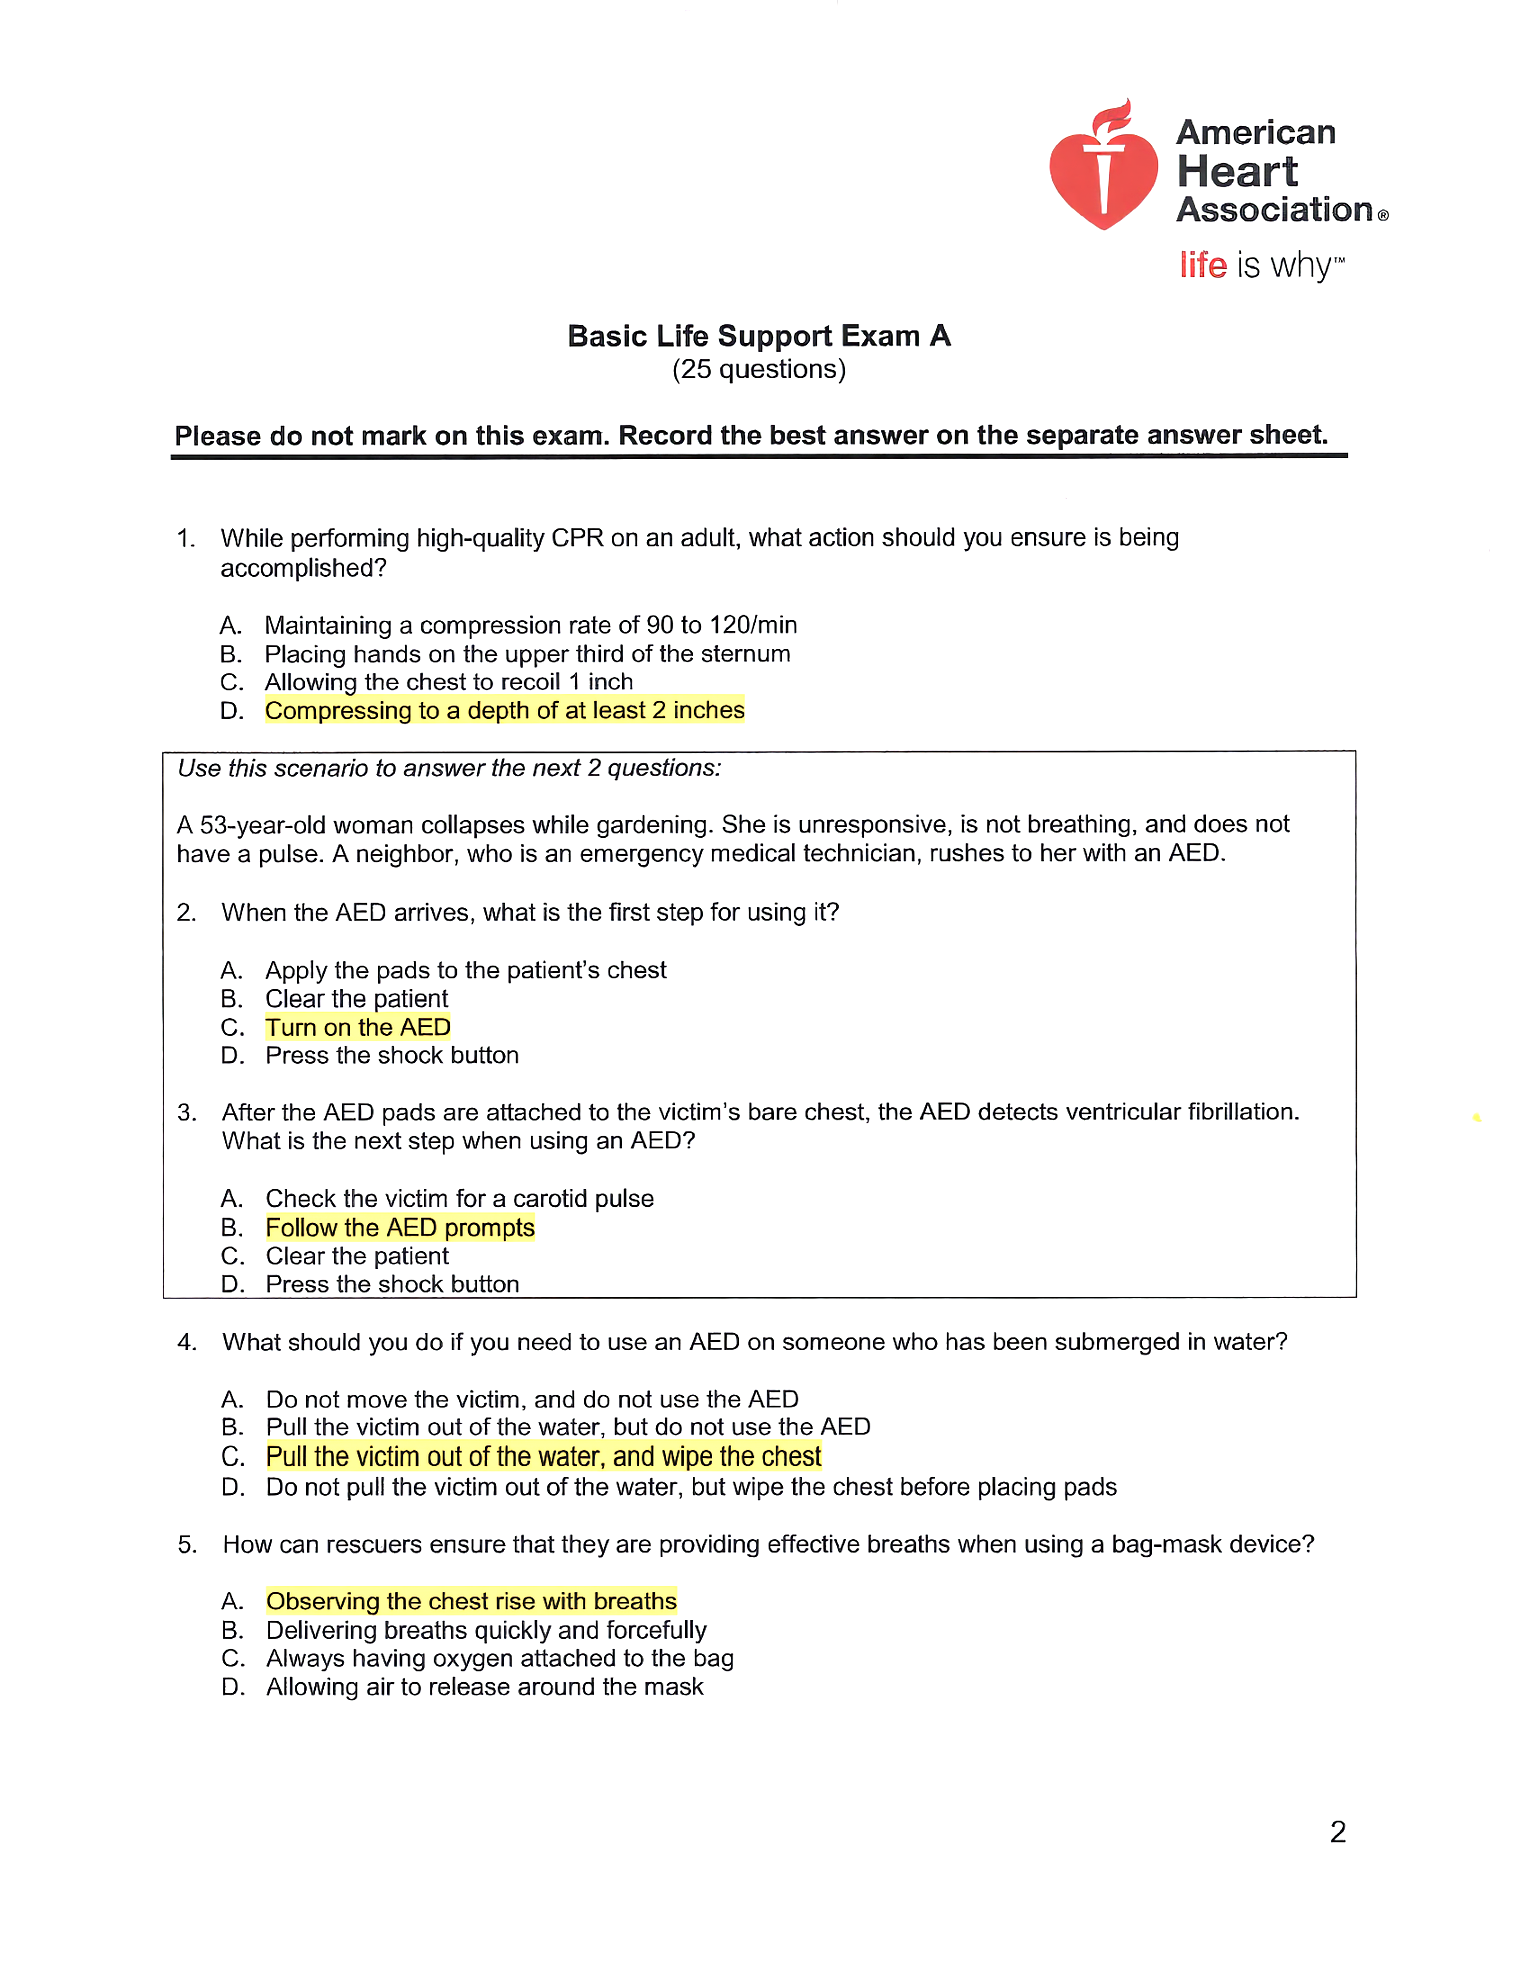 American
Heart
Association®
life is why™
Basic Life Support Exam A
(25 questions)
Please do not mark on this exam. Record the best answer on the separate answer sheet.
1. While performing high-quality CPR on an adult, what action should you ensure is being
accomplished?
A. Maintaining a compression rate of 90 to 120/min
B. Placing hands on the upper third of the sternum
C. Allowing the chest to recoil 1 inch
D. Compressing to a depth of at least 2 inches
Use this scenario to answer the next 2 questions:
A 53-year-old woman collapses while gardening. She is unresponsive, is not breathing, and does not
have a pulse. A neighbor, who is an emergency medical technician, rushes to her with an AED.
2. When the AED arrives, what is the first step for using it?
A. Apply the pads to the patient's chest
B. Clear the patient
C. Turn on the AED
D. Press the shock button
3. After the AED pads are attached to the victim's bare chest, the AED detects ventricular fibrillation.
What is the next step when using an AED?
A. Check the victim for a carotid pulse
B. Follow the AED prompts
C. Clear the patient
D. Press the shock button
4. What should you do if you need to use an AED on someone who has been submerged in water?
A. Do not move the victim, and do not use the AED
B. Pull the victim out of the water, but do not use the AED
C. Pull the victim out of the water, and wipe the chest
D. Do not pull the victim out of the water, but wipe the chest before placing pads
5. How can rescuers ensure that they are providing effective breaths when using a bag-mask device?
A. Observing the chest rise with breaths
B. Delivering breaths quickly and forcefully
C. Always having oxygen attached to the bag
D. Allowing air to release around the mask
2